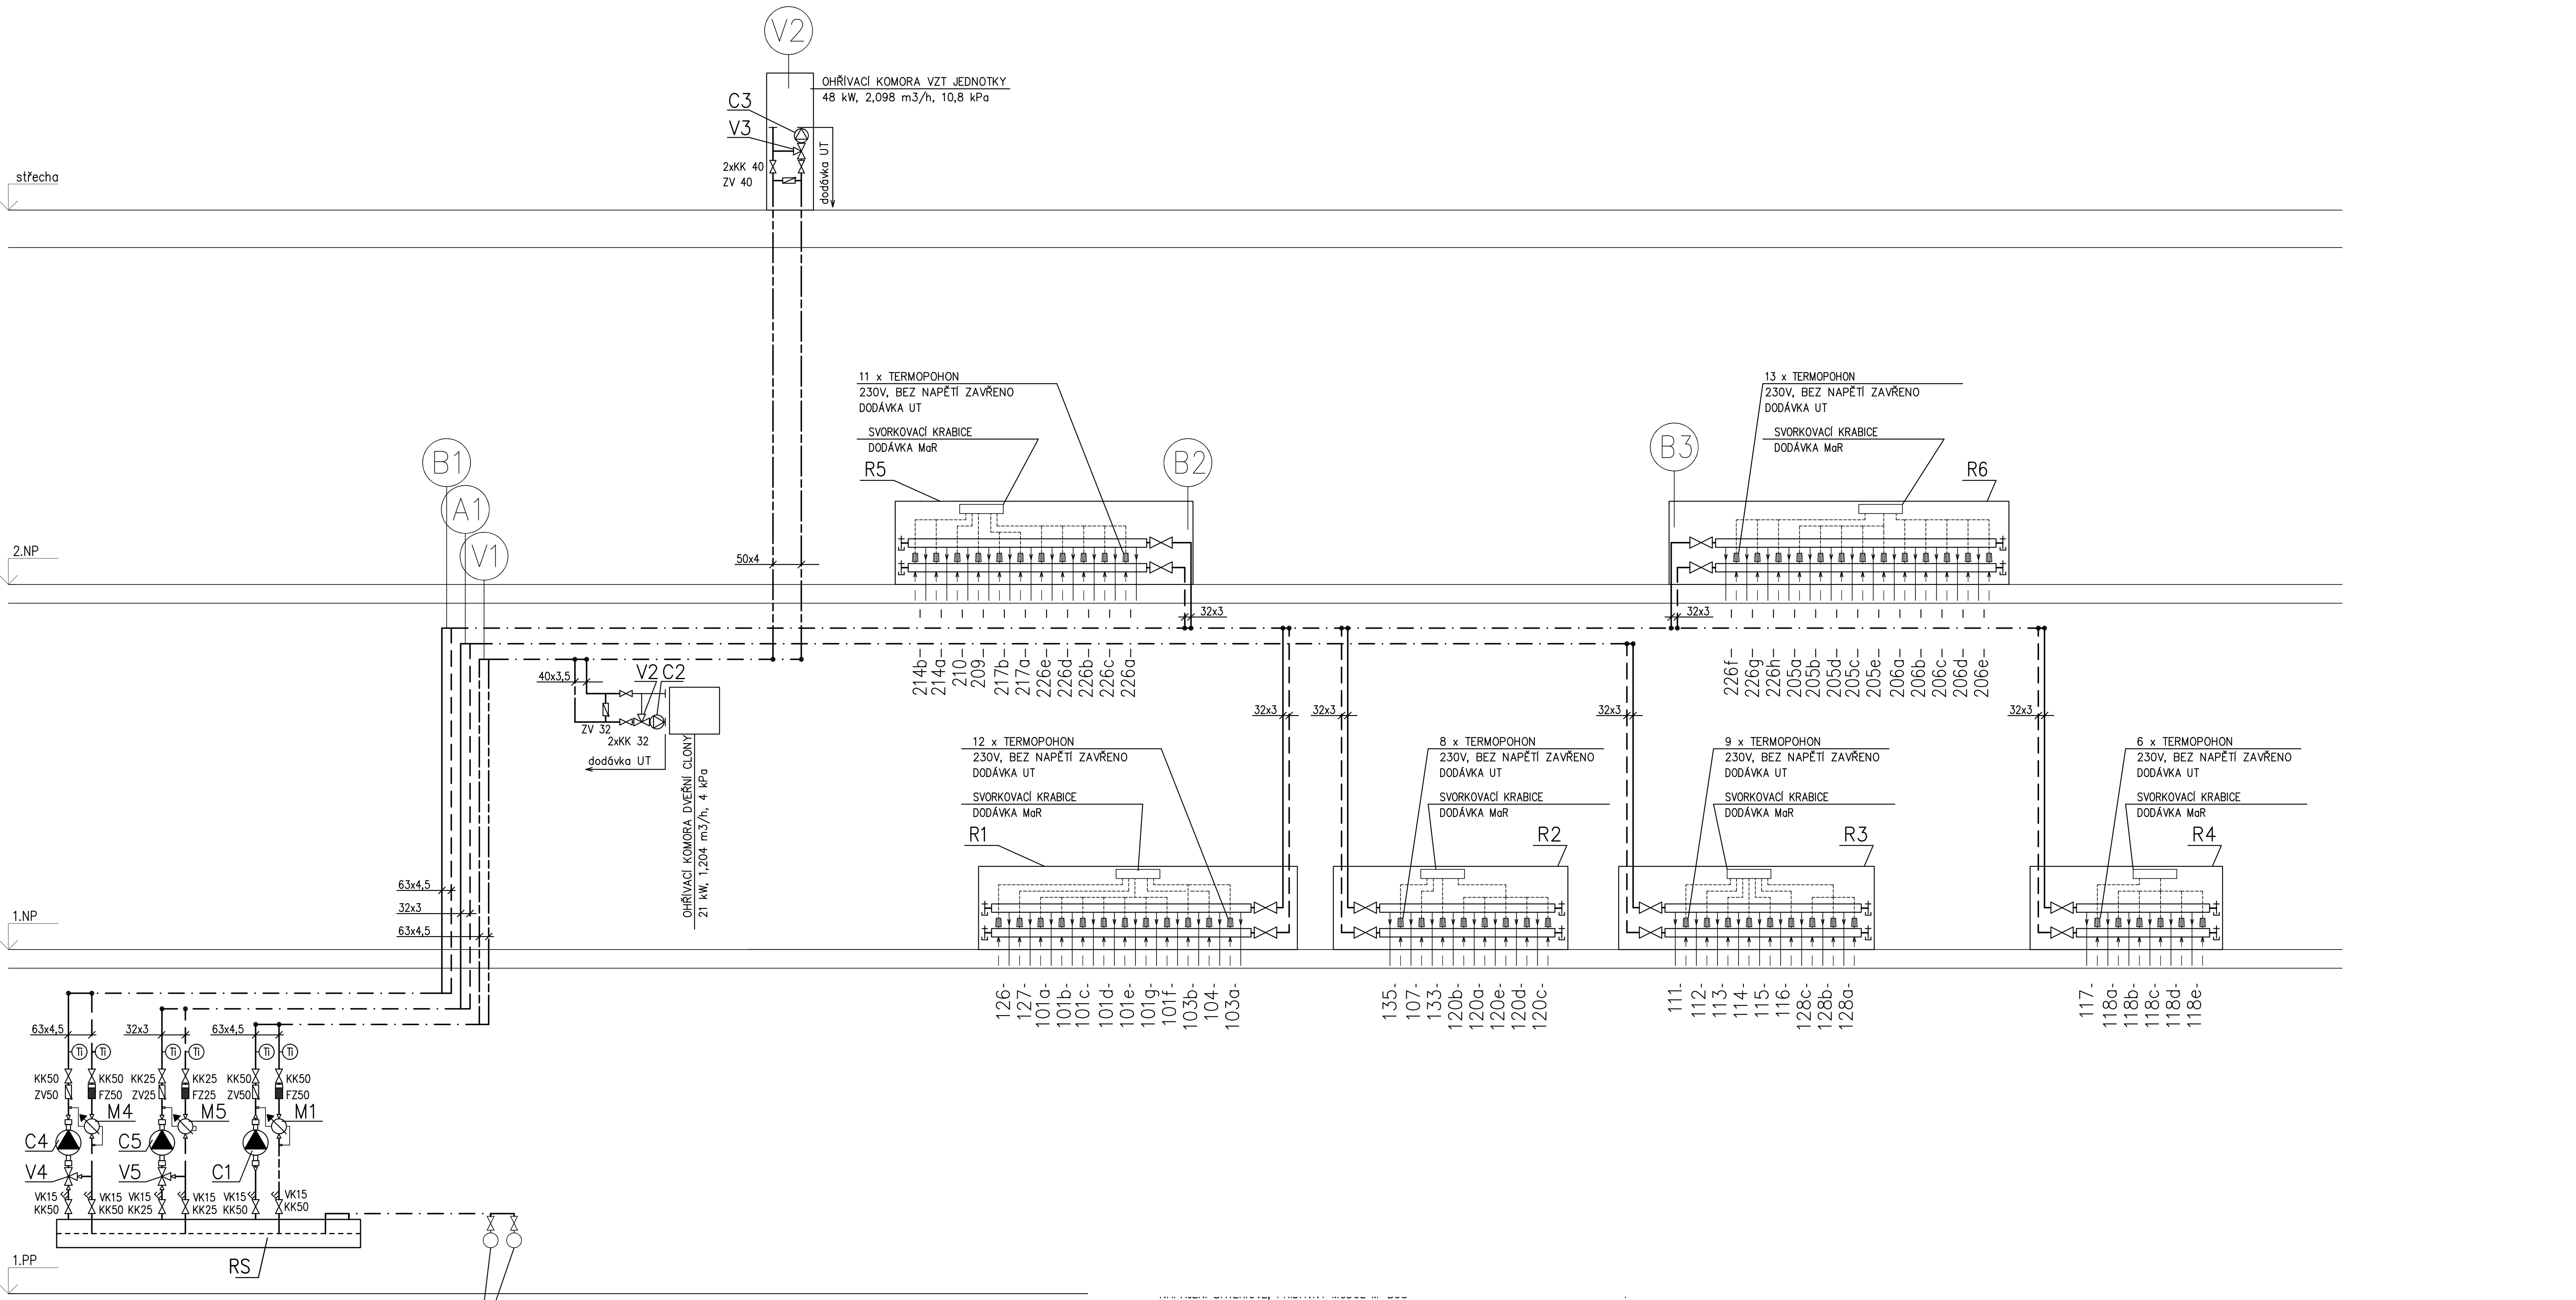 V2
OHŘÍVACÍ KOMORA VZT JEDNOTKY
48 kW, 2,098 m3/h, 10,8 kPa
C3
V3
2xKK 40
ZV 40
dodávka UT
střecha
11 x TERMOPOHON
230V, BEZ NAPĚTÍ ZAVŘENO
DODÁVKA UT
SVORKOVACÍ KRABICE
DODÁVKA MaR
R5
B2
13 x TERMOPOHON
230V, BEZ NAPĚTÍ ZAVŘENO
DODÁVKA UT
SVORKOVACÍ KRABICE
DODÁVKA MaR
B3
R6
B1
A1
V1
2.NP
50x4
32x3
32x3
214b-
214a-
210-
209-
217b-
217a-
226e-
226d-
226b-
226c-
226a-
226f-
226g-
226h-
205a-
205b-
205d-
205c-
205e-
206a-
206b-
206c-
206d-
206e-
40x3,5
V2
C2
ZV 32
2xKK 32
dodávka UT
OHŘÍVACÍ KOMORA DVEŘNÍ CLONY
21 kW, 1,204 m3/h, 4 kPa
32x3
32x3
32x3
32x3
12 x TERMOPOHON
230V, BEZ NAPĚTÍ ZAVŘENO
DODÁVKA UT
SVORKOVACÍ KRABICE
DODÁVKA MaR
R1
8 x TERMOPOHON
230V, BEZ NAPĚTÍ ZAVŘENO
DODÁVKA UT
SVORKOVACÍ KRABICE
DODÁVKA MaR
R2
9 x TERMOPOHON
230V, BEZ NAPĚTÍ ZAVŘENO
DODÁVKA UT
SVORKOVACÍ KRABICE
DODÁVKA MaR
R3
6 x TERMOPOHON
230V, BEZ NAPĚTÍ ZAVŘENO
DODÁVKA UT
SVORKOVACÍ KRABICE
DODÁVKA MaR
R4
63x4,5
32x3
63x4,5
1.NP
126-
127-
101a-
101b-
101c-
101d-
101e-
101g-
101f-
103b-
104-
103a-
135-
107-
133-
120b-
120a-
120e-
120d-
120c-
111-
112-
113-
114-
115-
116-
128c-
128b-
128a-
117-
118a-
118b-
118c-
118d-
118e-
63x4,5
32x3
63x4,5
Ti
Ti
Ti
Ti
Ti
Ti
KK50
KK50
KK25
KK25
KK50
KK50
ZV50
FZ50
ZV25
FZ25
ZV50
FZ50
M4
M5
M1
C4
C5
V4
V5
C1
VK15
VK15
VK15
VK15
VK15
VK15
KK50
KK50
KK25
KK25
KK50
KK50
RS
1.PP